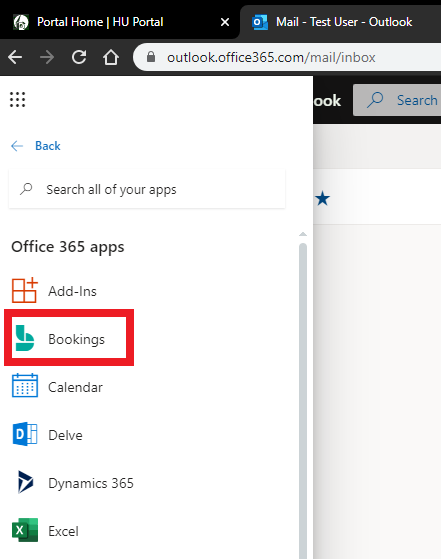 Portal Home | HU Portal
Mail - Test User - Outlook
outlook.office365.com/mail/inbox
ook
Search
Back
Search all of your apps
Office 365 apps
Add-Ins
Bookings
Calendar
Delve
Dynamics 365
Excel